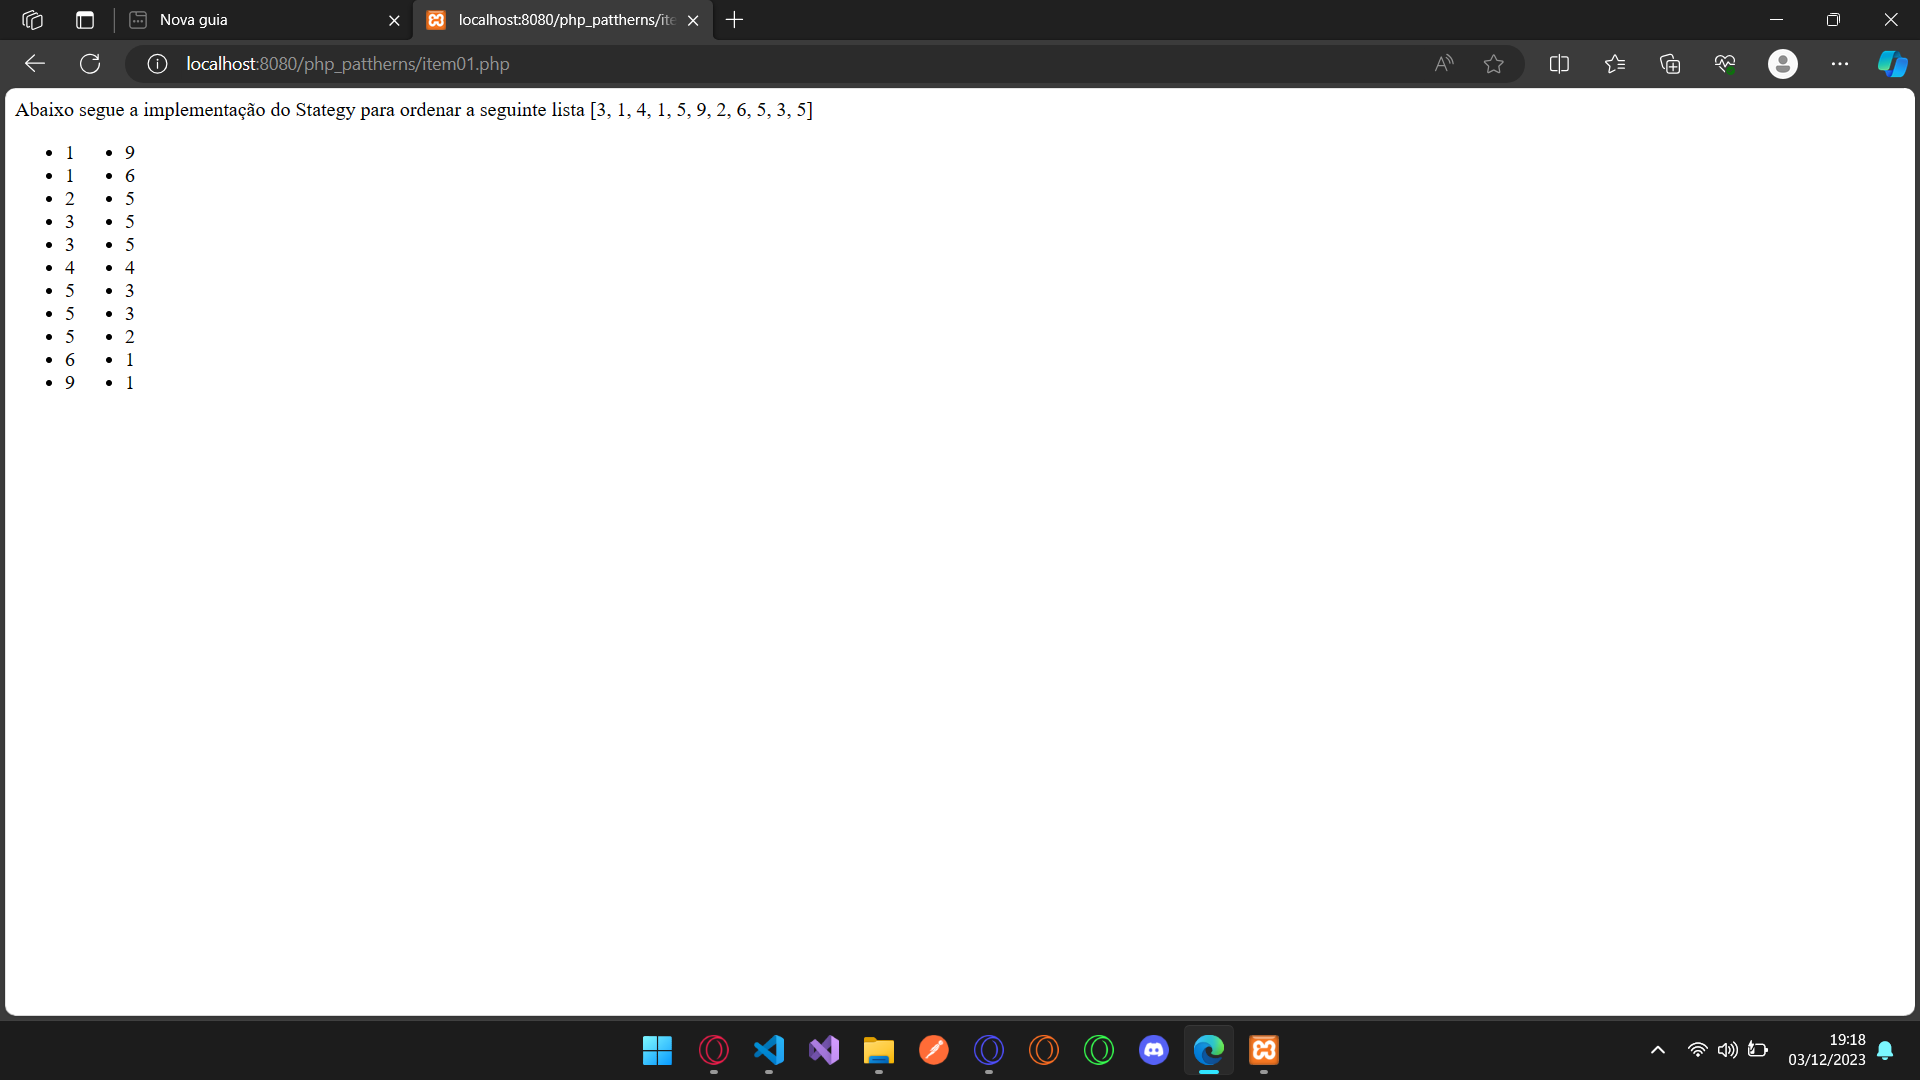 Nova guia
localhost:8080/php_pattherns/ite
localhost:8080/php_pattherns/item01.php
Abaixo segue a implementação do Stategy para ordenar a seguinte lista [3, 1, 4, 1, 5, 9, 2, 6, 5, 3, 5]
• 1 • 9
• 1 • 6
• 2 • 5
• 3 • 5
• 3 • 5
• 4 • 4
• 5 • 3
• 5 • 3
• 5 • 2
• 6 • 1
• 9 • 1
19:18
03/12/2023